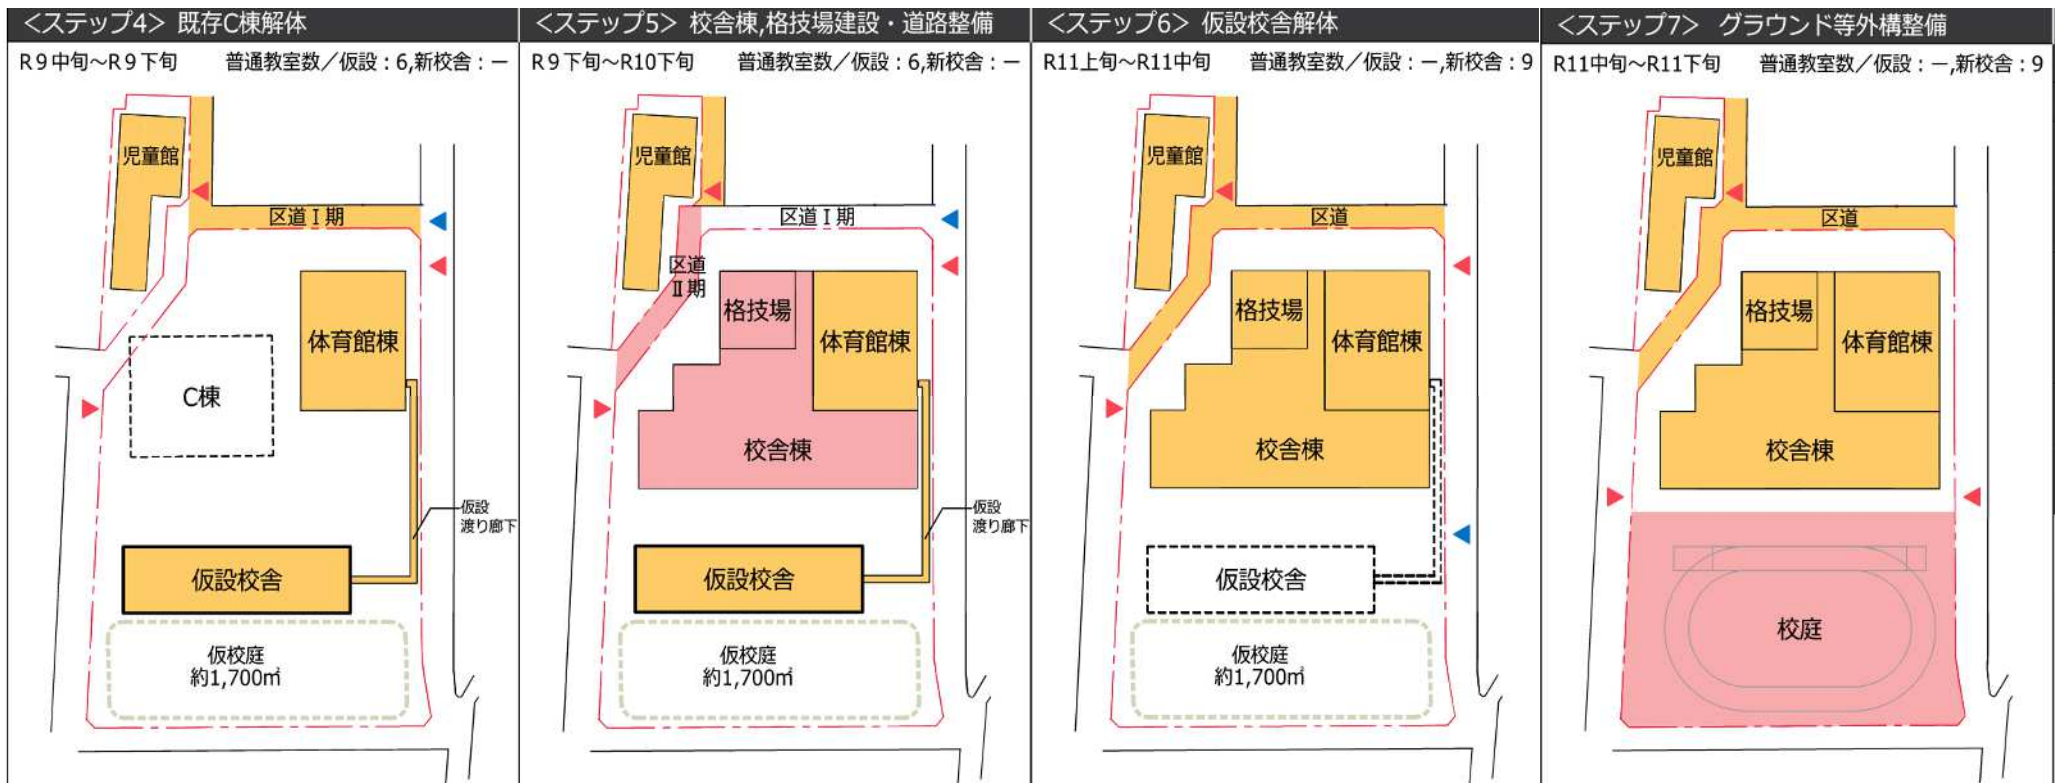 <ステップ4> 既存C棟解体
R9中旬~R9下旬 普通教室数/仮設:6,新校舎:ー
児童館
区道Ⅰ期
体育館棟
C棟
仮設
渡り廊下
仮設校舎
仮校庭
約1,700㎡
<ステップ5> 校舎棟,格技場建設・道路整備
R9下旬~R10下旬 普通教室数/仮設:6,新校舎:ー
児童館
区道Ⅰ期
区道
Ⅱ期
格技場
体育館棟
校舎棟
仮設
渡り廊下
仮設校舎
仮校庭
約1,700㎡
<ステップ6> 仮設校舎解体
R11上旬~R11中旬 普通教室数/仮設:ー,新校舎:9
児童館
区道
格技場
体育館棟
校舎棟
仮設校舎
仮校庭
約1,700㎡
<ステップ7> グラウンド等外構整備
R11中旬~R11下旬 普通教室数/仮設:ー,新校舎:9
児童館
区道
格技場
体育館棟
校舎棟
校庭